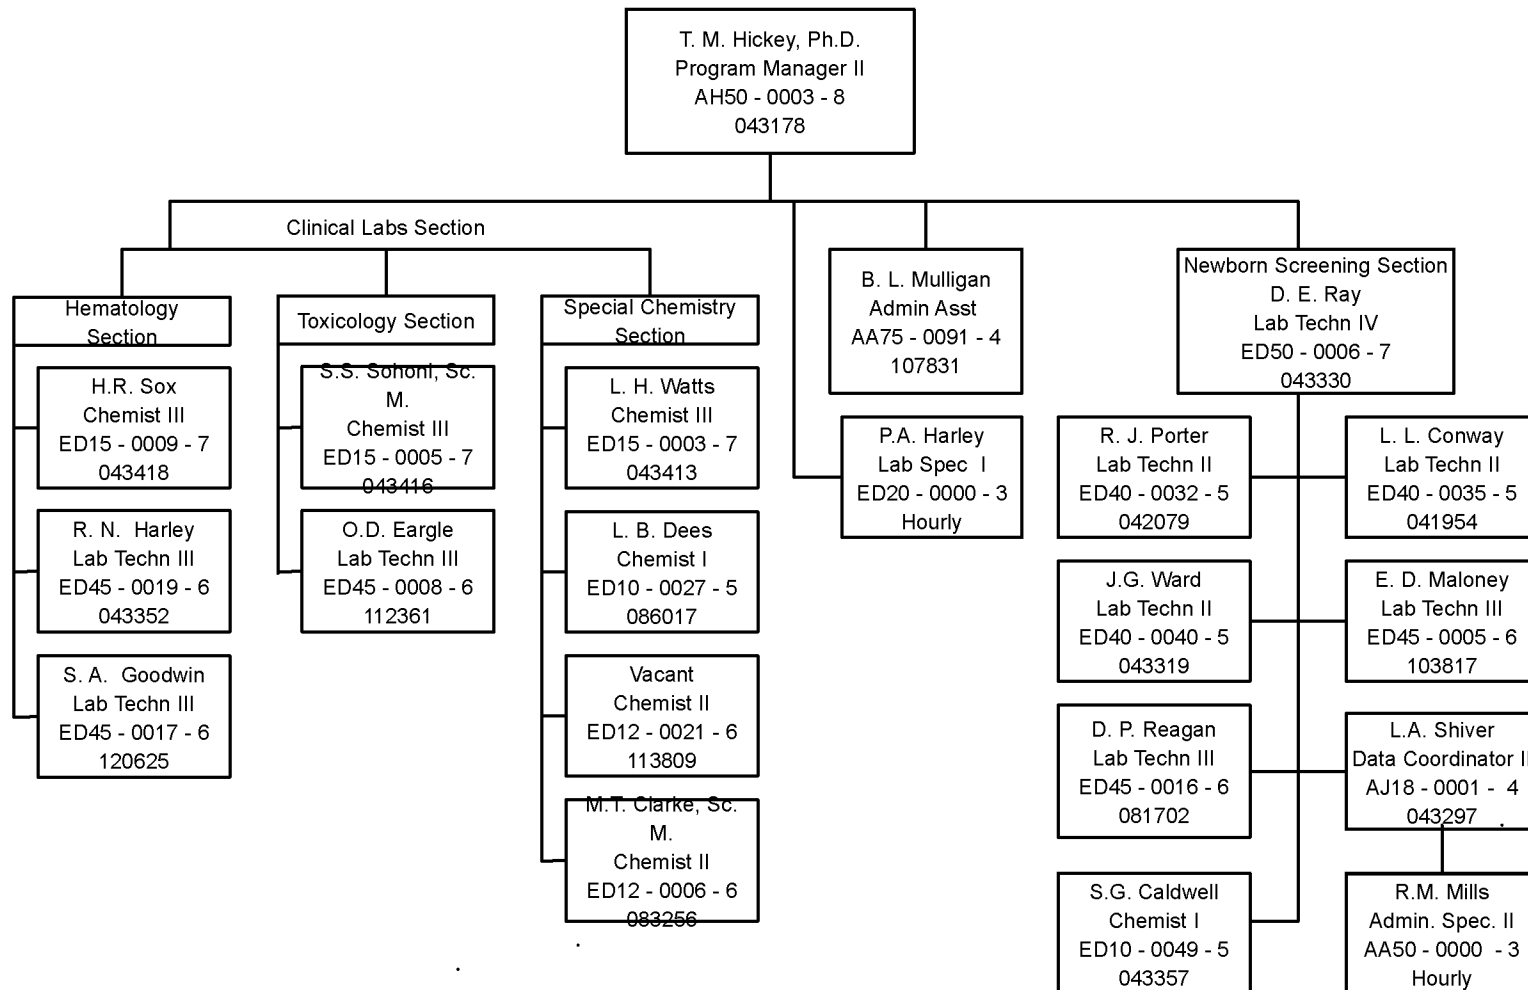 T. M. Hickey, Ph.D.
Program Manager II
AH50 - 0003 - 8
043178
Clinical Labs Section
Hematology
Section
H.R. Sox
Chemist III
ED15 - 0009 - 7
043418
R. N. Harley
Lab Techn III
ED45 - 0019 - 6
043352
S. A. Goodwin
Lab Techn III
ED45 - 0017 - 6
120625
Toxicology Section
S.S. Sohoni, Sc.
M.
Chemist III
ED15 - 0005 - 7
043416
O.D. Eargle
Lab Techn III
ED45 - 0008 - 6
112361
Special Chemistry
Section
L. H. Watts
Chemist III
ED15 - 0003 - 7
043413
L. B. Dees
Chemist I
ED10 - 0027 - 5
086017
Vacant
Chemist II
ED12 - 0021 - 6
113809
M.T. Clarke, Sc.
M.
Chemist II
ED12 - 0006 - 6
083256
B. L. Mulligan
Admin Asst
AA75 - 0091 - 4
107831
P.A. Harley
Lab Spec I
ED20 - 0000 - 3
Hourly
Newborn Screening Section
D. E. Ray
Lab Techn IV
ED50 - 0006 - 7
043330
R. J. Porter
Lab Techn II
ED40 - 0032 - 5
042079
L. L. Conway
Lab Techn II
ED40 - 0035 - 5
041954
J.G. Ward
Lab Techn II
ED40 - 0040 - 5
043319
E. D. Maloney
Lab Techn III
ED45 - 0005 - 6
103817
D. P. Reagan
Lab Techn III
ED45 - 0016 - 6
081702
L.A. Shiver
Data Coordinator II
AJ18 - 0001 - 4
043297
S.G. Caldwell
Chemist I
ED10 - 0049 - 5
043357
R.M. Mills
Admin. Spec. II
AA50 - 0000 - 3
Hourly